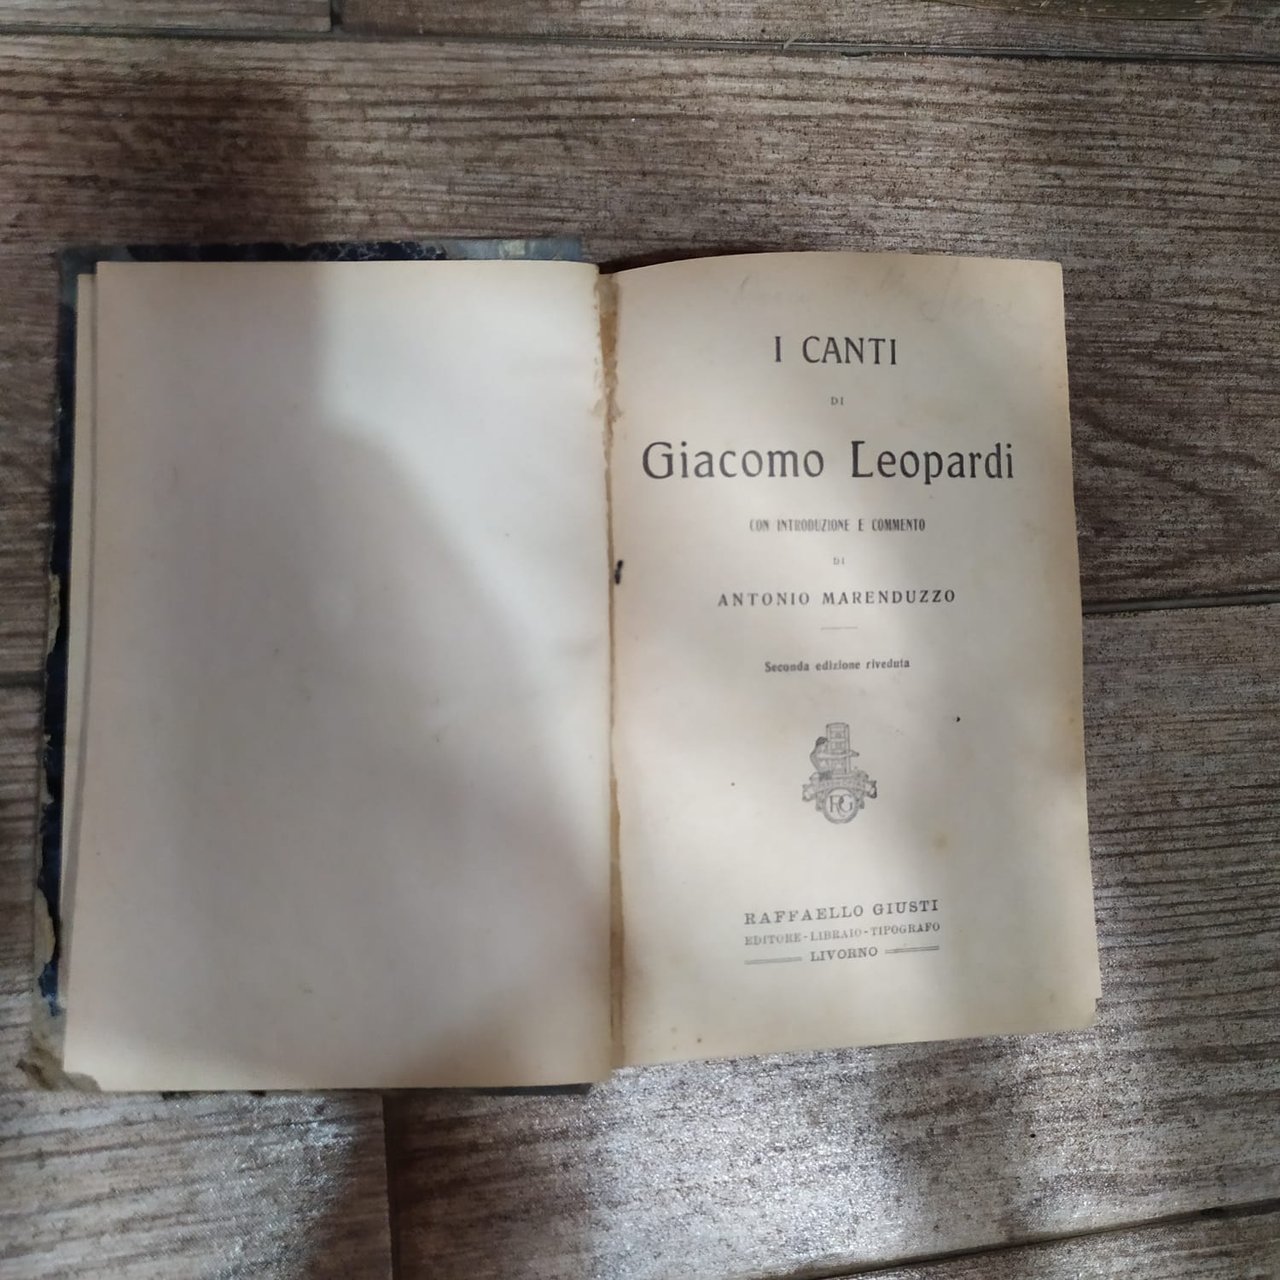 I CANTI
DI
Giacomo Leopardi
CON INTRODUZIONE E COMMENTO
DI
ANTONIO MARENDUZZO
Seconda edizione riveduta
RG
RAFFAELLO GIUSTI
EDITORE-LIBRAIO-TIPOGRAFO
LIVORNO